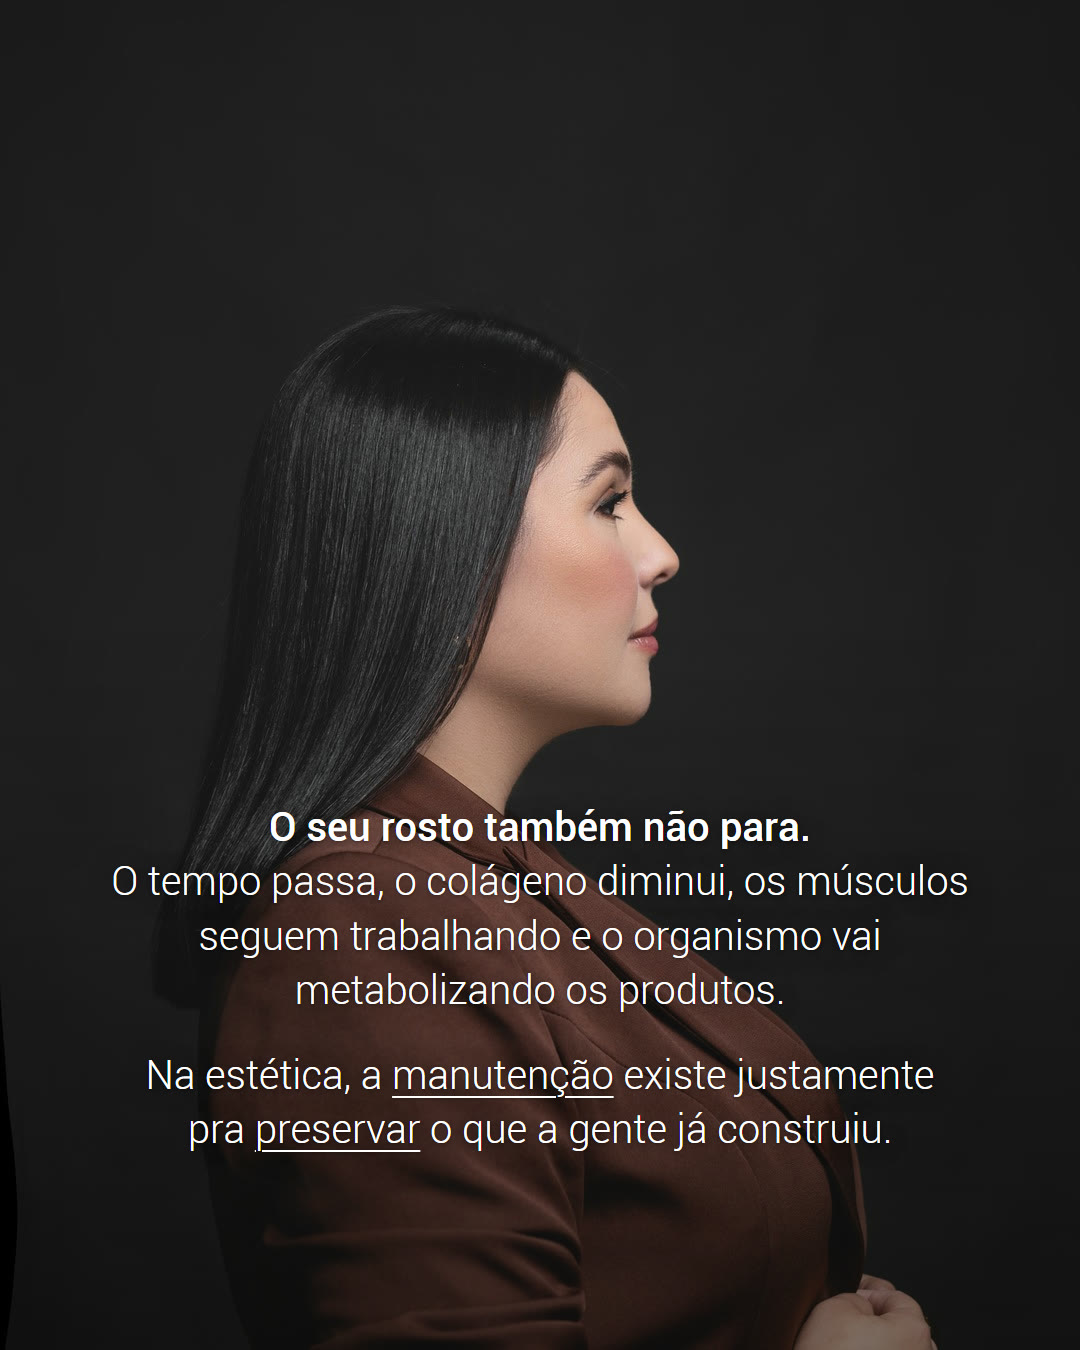 O seu rosto também não para.
O tempo passa, o colágeno diminui, os músculos
seguem trabalhando e o organismo vai
metabolizando os produtos.
Na estética, a manutenção existe justamente
pra preservar o que a gente já construiu.